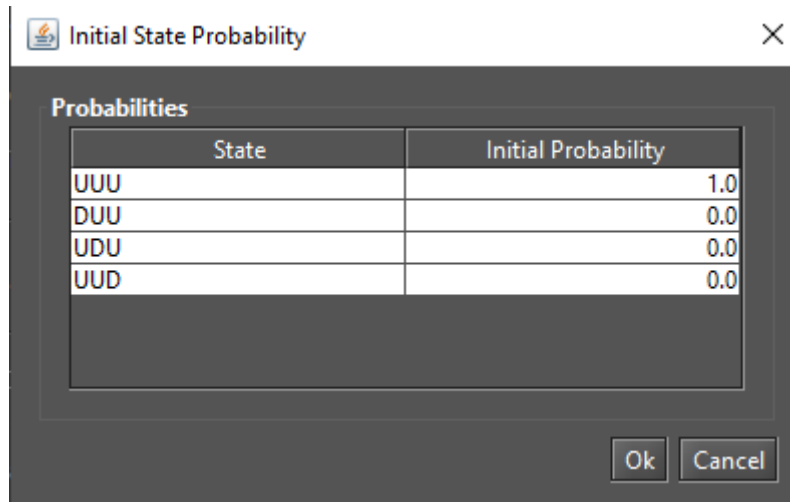 Initial State Probability
Probabilities
State Initial Probability
UUU 1.0
DUU 0.0
UDU 0.0
UUD 0.0
Ok Cancel